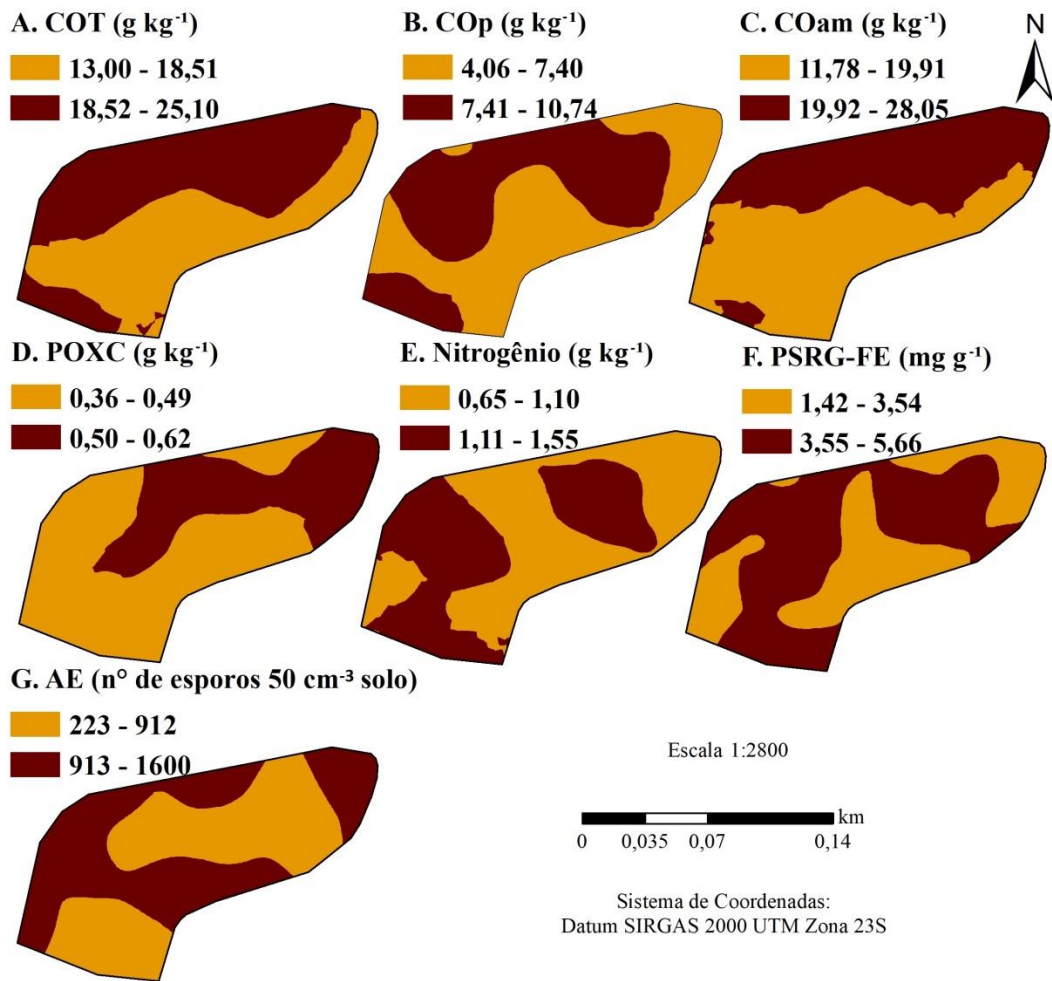 A. COT (g kg⁻¹)
13,00 - 18,51
18,52 - 25,10
B. COp (g kg⁻¹)
4,06 - 7,40
7,41 - 10,74
C. COam (g kg⁻¹)
11,78 - 19,91
19,92 - 28,05
N
D. POXC (g kg⁻¹)
0,36 - 0,49
0,50 - 0,62
E. Nitrogênio (g kg⁻¹)
0,65 - 1,10
1,11 - 1,55
F. PSRG-FE (mg g⁻¹)
1,42 - 3,54
3,55 - 5,66
G. AE (n° de esporos 50 cm⁻³ solo)
223 - 912
913 - 1600
Escala 1:2800
km
0 0,035 0,07 0,14
Sistema de Coordenadas:
Datum SIRGAS 2000 UTM Zona 23S